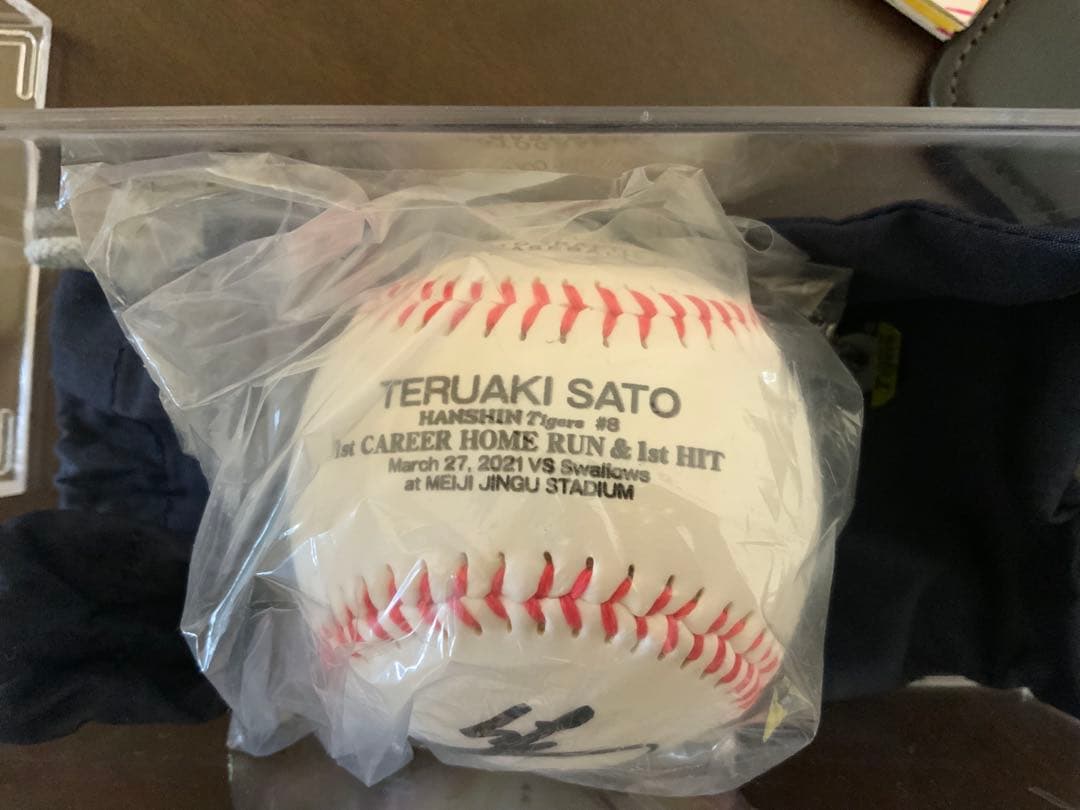 TERUAKI SATO
HANSHIN Tigers #8
1st CAREER HOME RUN & 1st HIT
March 27, 2021 VS Swallows
at MEIJI JINGU STADIUM